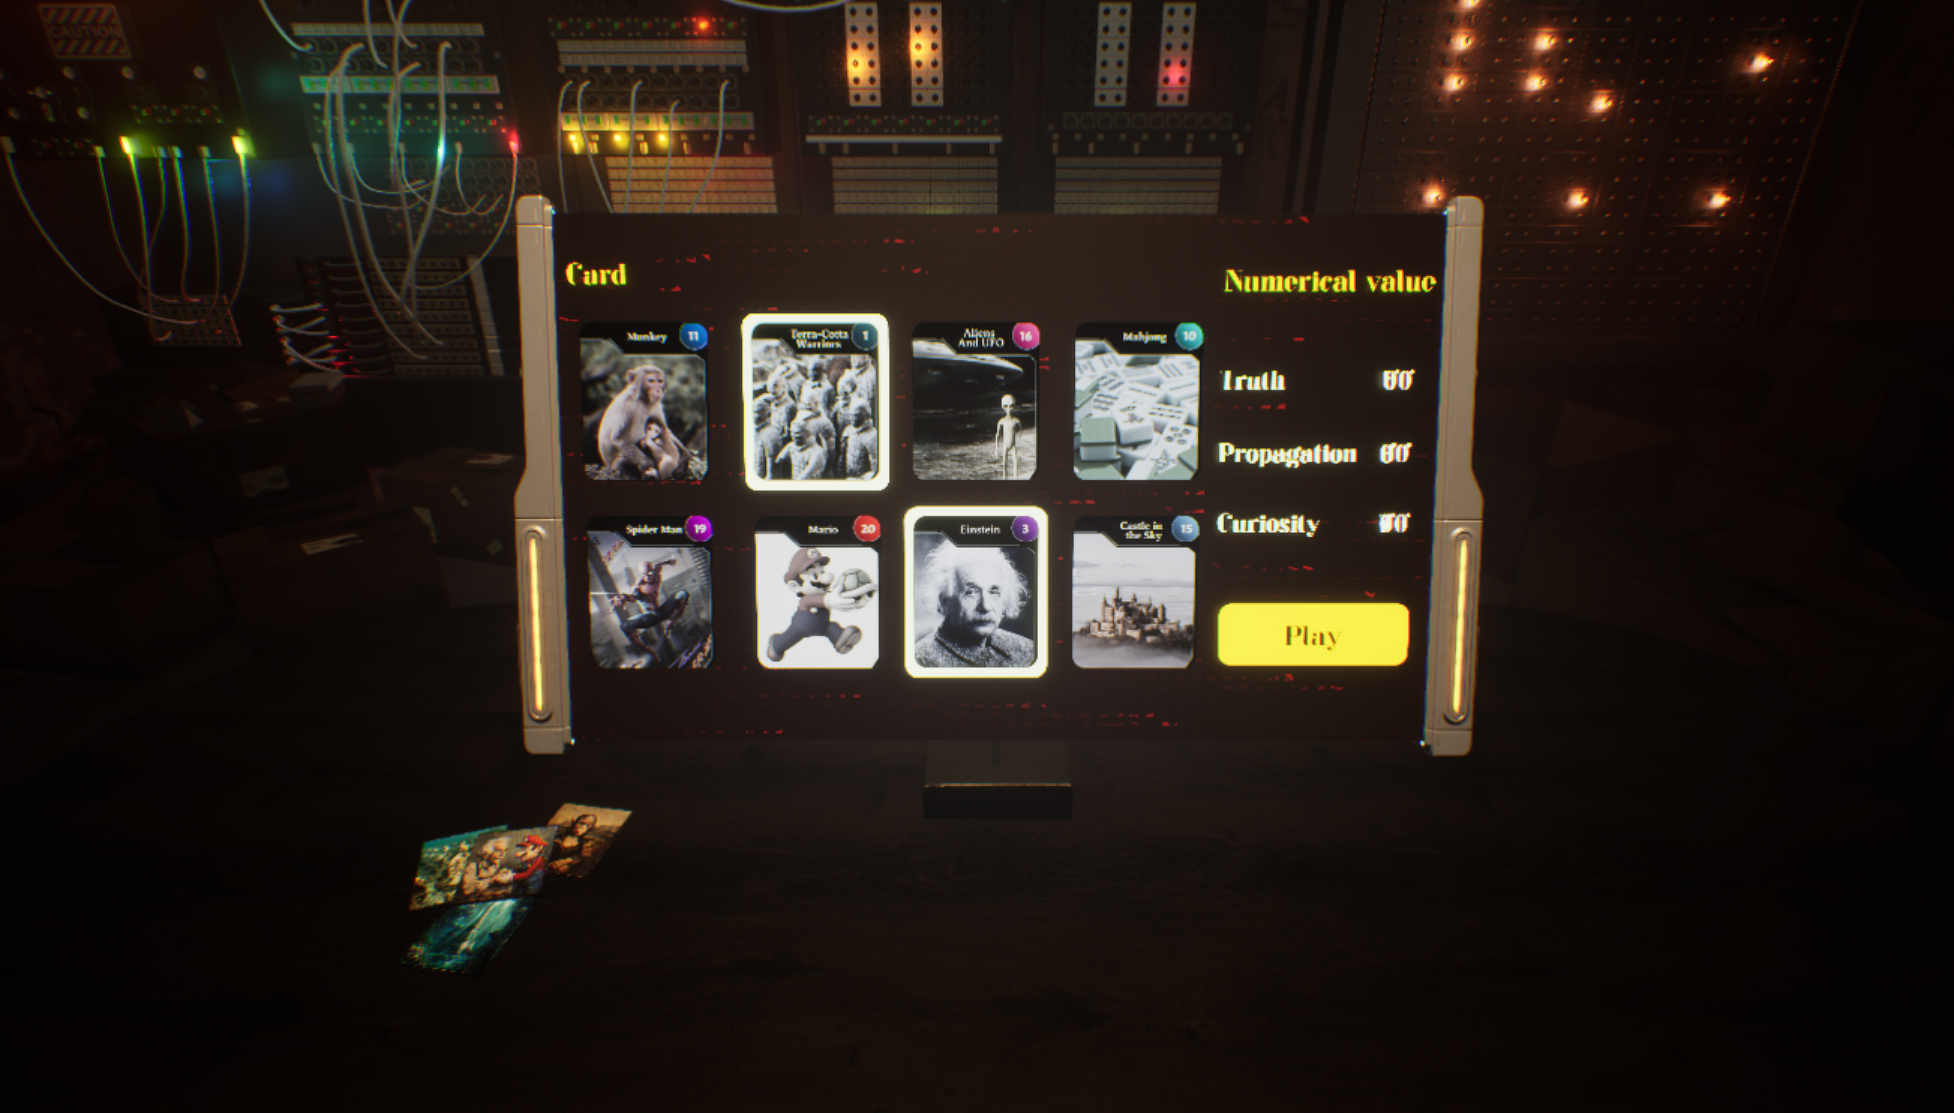 CAUTION
Card
Numerical value
Monkey 11
Terra-Cotta 1
Warriors
Aliens 16
And UFO
Mahjong 10
Truth
Propagation
Curiosity
Spider Man 19
Mario 20
Einstein 3
Castle in 15
the Sky
Play